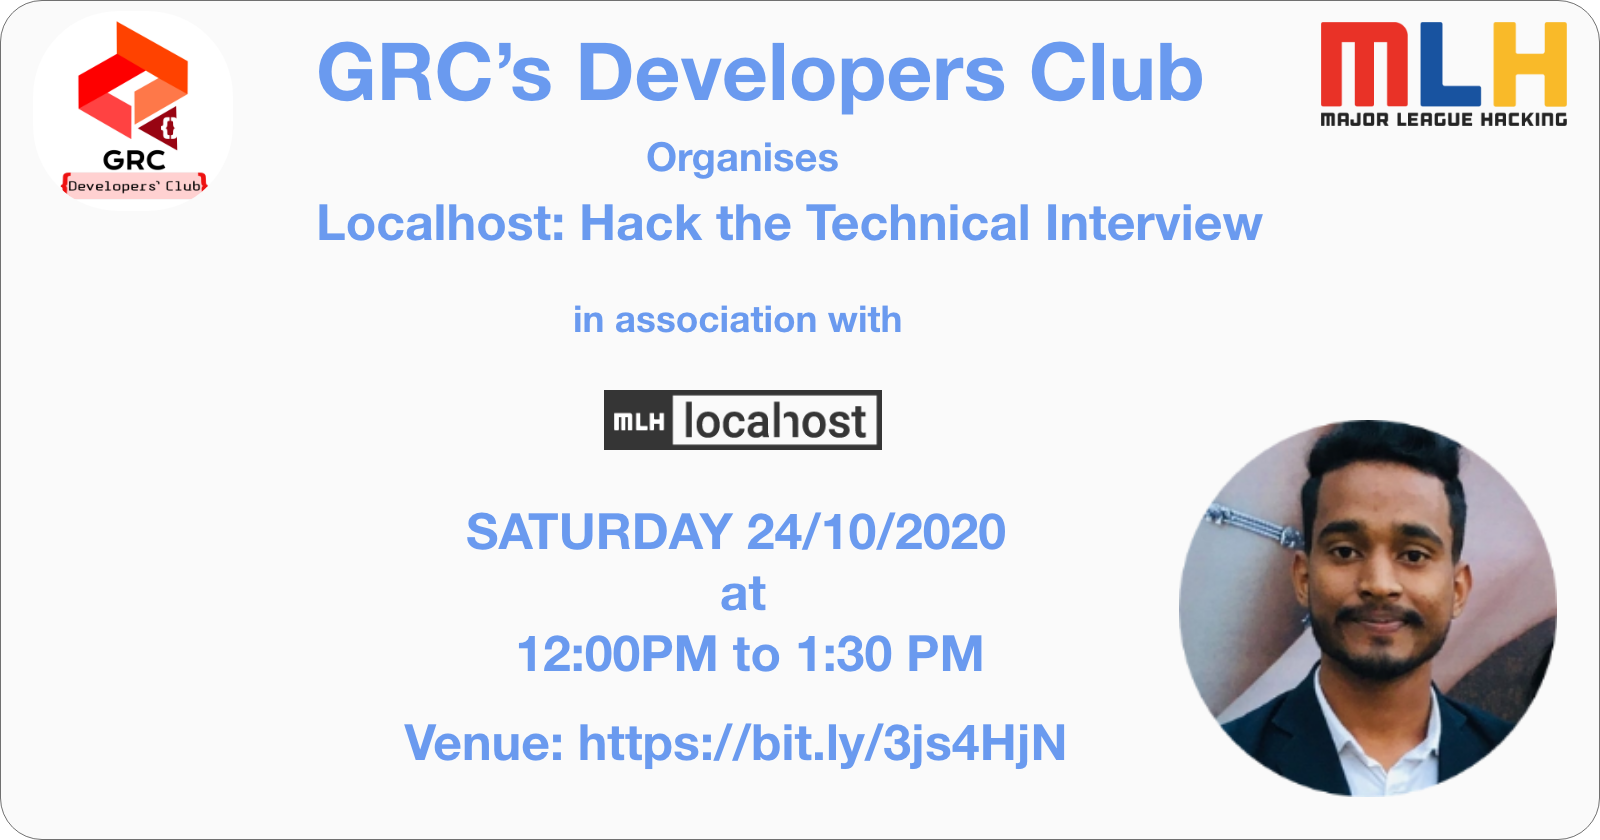 GRC’s Developers Club
MLH
MAJOR LEAGUE HACKING
{}
GRC
{Developers` Club}
Organises
Localhost: Hack the Technical Interview
in association with
MLH localhost
SATURDAY 24/10/2020
at
12:00PM to 1:30 PM
Venue: https://bit.ly/3js4HjN